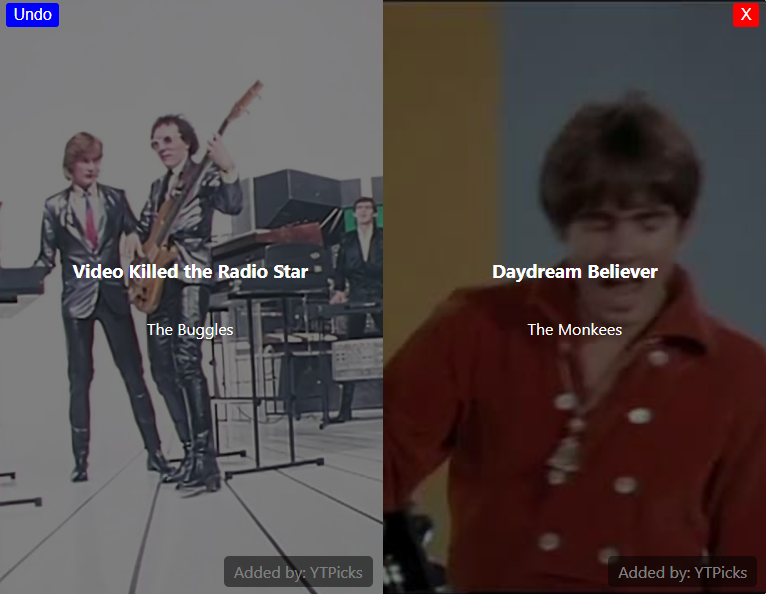 Undo
X
Video Killed the Radio Star
Daydream Believer
The Buggles
The Monkees
Added by: YTPicks
Added by: YTPicks